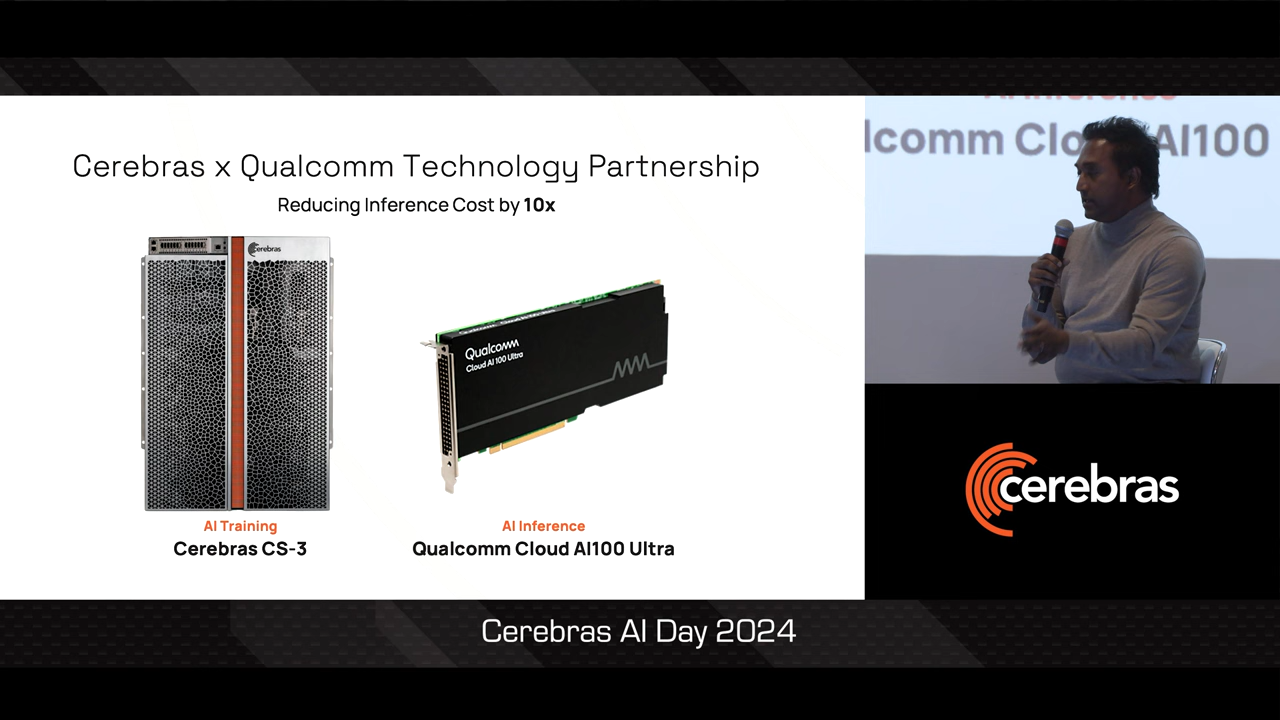 Cerebras x Qualcomm Technology Partnership
Reducing Inference Cost by 10x
cerebras
Qualcomm
Cloud AI 100 Ultra
AI Training
Cerebras CS-3
AI Inference
Qualcomm Cloud AI100 Ultra
lcomm Clo AI100
cerebras
Cerebras AI Day 2024